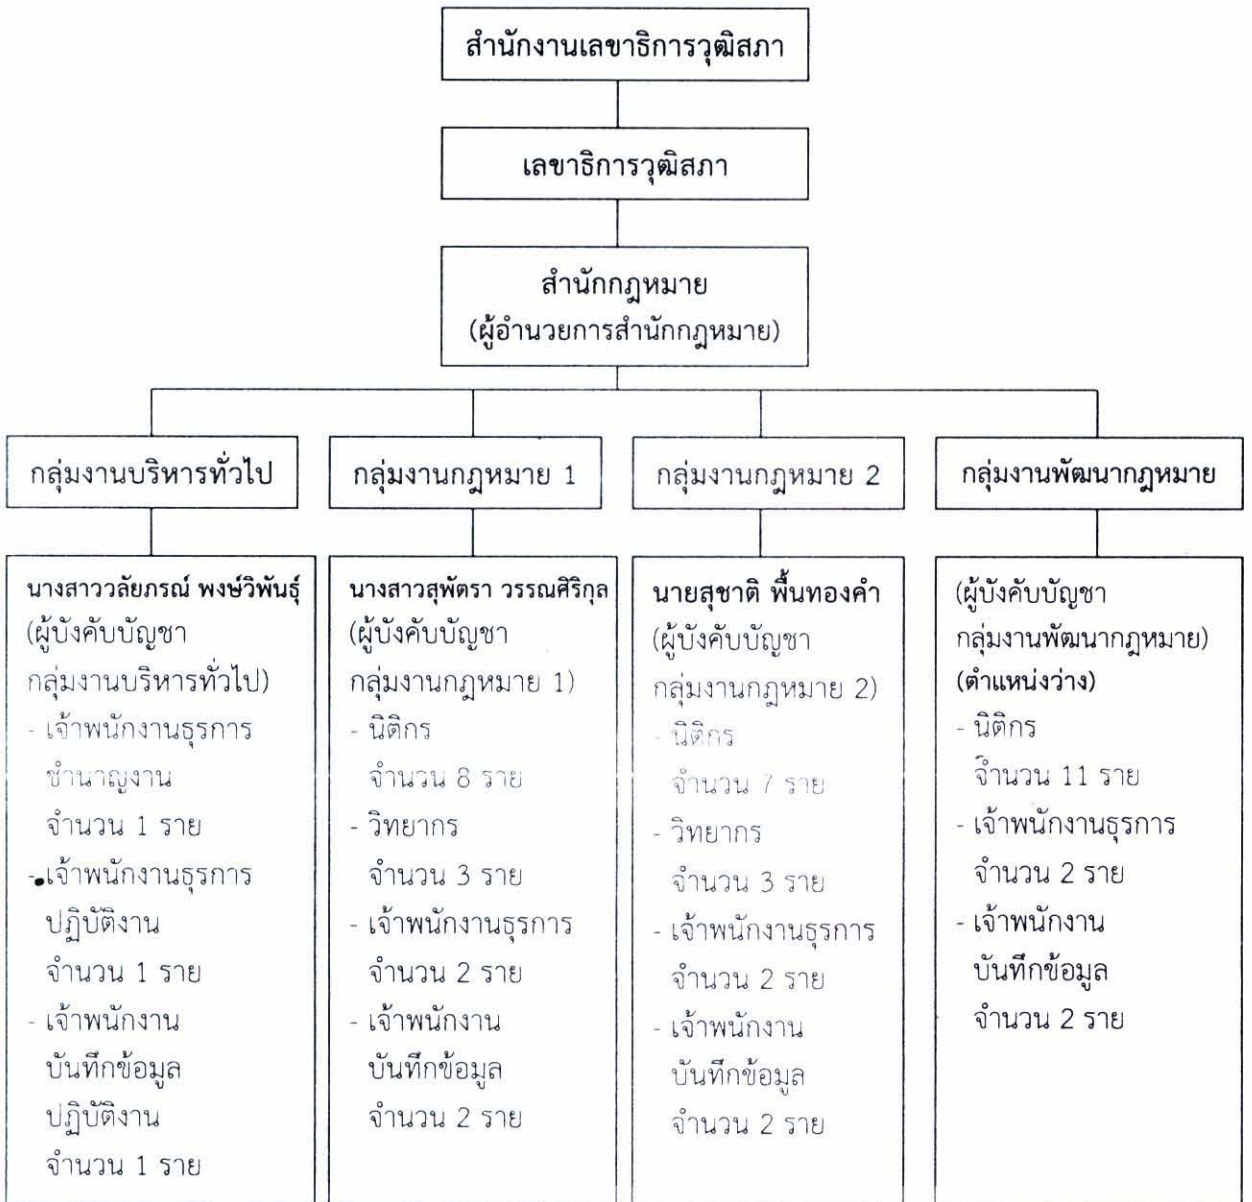 สำนักงานเลขาธิการวุฒิสภา
เลขาธิการวุฒิสภา
สำนักกฎหมาย
(ผู้อำนวยการสำนักกฎหมาย)
กลุ่มงานบริหารทั่วไป
กลุ่มงานกฎหมาย 1
กลุ่มงานกฎหมาย 2
กลุ่มงานพัฒนากฎหมาย
นางสาววลัยภรณ์ พงษ์วิพันธุ์
(ผู้บังคับบัญชา
กลุ่มงานบริหารทั่วไป)
- เจ้าพนักงานธุรการ
ชำนาญงาน
จำนวน 1 ราย
- เจ้าพนักงานธุรการ
ปฏิบัติงาน
จำนวน 1 ราย
- เจ้าพนักงาน
บันทึกข้อมูล
ปฏิบัติงาน
จำนวน 1 ราย
นางสาวสุพัตรา วรรณศิริกุล
(ผู้บังคับบัญชา
กลุ่มงานกฎหมาย 1)
- นิติกร
จำนวน 8 ราย
- วิทยากร
จำนวน 3 ราย
- เจ้าพนักงานธุรการ
จำนวน 2 ราย
- เจ้าพนักงาน
บันทึกข้อมูล
จำนวน 2 ราย
นายสุชาติ พื้นทองคำ
(ผู้บังคับบัญชา
กลุ่มงานกฎหมาย 2)
- นิติกร
จำนวน 7 ราย
- วิทยากร
จำนวน 3 ราย
- เจ้าพนักงานธุรการ
จำนวน 2 ราย
- เจ้าพนักงาน
บันทึกข้อมูล
จำนวน 2 ราย
(ผู้บังคับบัญชา
กลุ่มงานพัฒนากฎหมาย)
(ตำแหน่งว่าง)
- นิติกร
จำนวน 11 ราย
- เจ้าพนักงานธุรการ
จำนวน 2 ราย
- เจ้าพนักงาน
บันทึกข้อมูล
จำนวน 2 ราย